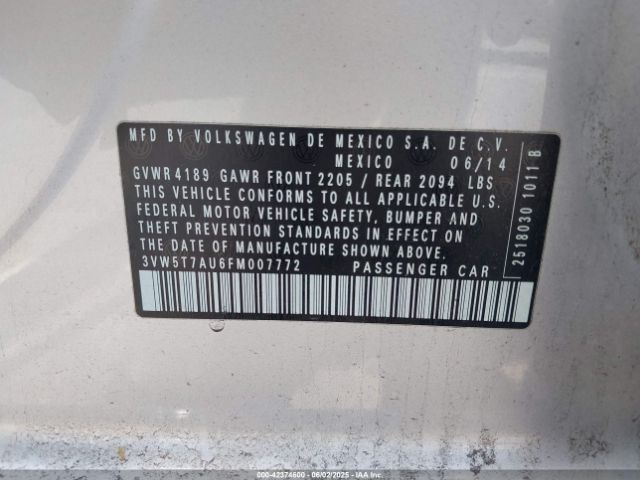 MFD BY VOLKSWAGEN DE MEXICO S.A. DE C.V.
MEXICO 06/14
GVWR 4189 GAWR FRONT 2205 / REAR 2094 LBS
THIS VEHICLE CONFORMS TO ALL APPLICABLE U.S.
FEDERAL MOTOR VEHICLE SAFETY, BUMPER AND
THEFT PREVENTION STANDARDS IN EFFECT ON
THE DATE OF MANUFACTURE SHOWN ABOVE.
3VW5T7AU6FM007772 PASSENGER CAR
2518030 1011 B
000-42374600 - 06/02/2025 - IAAI.COM